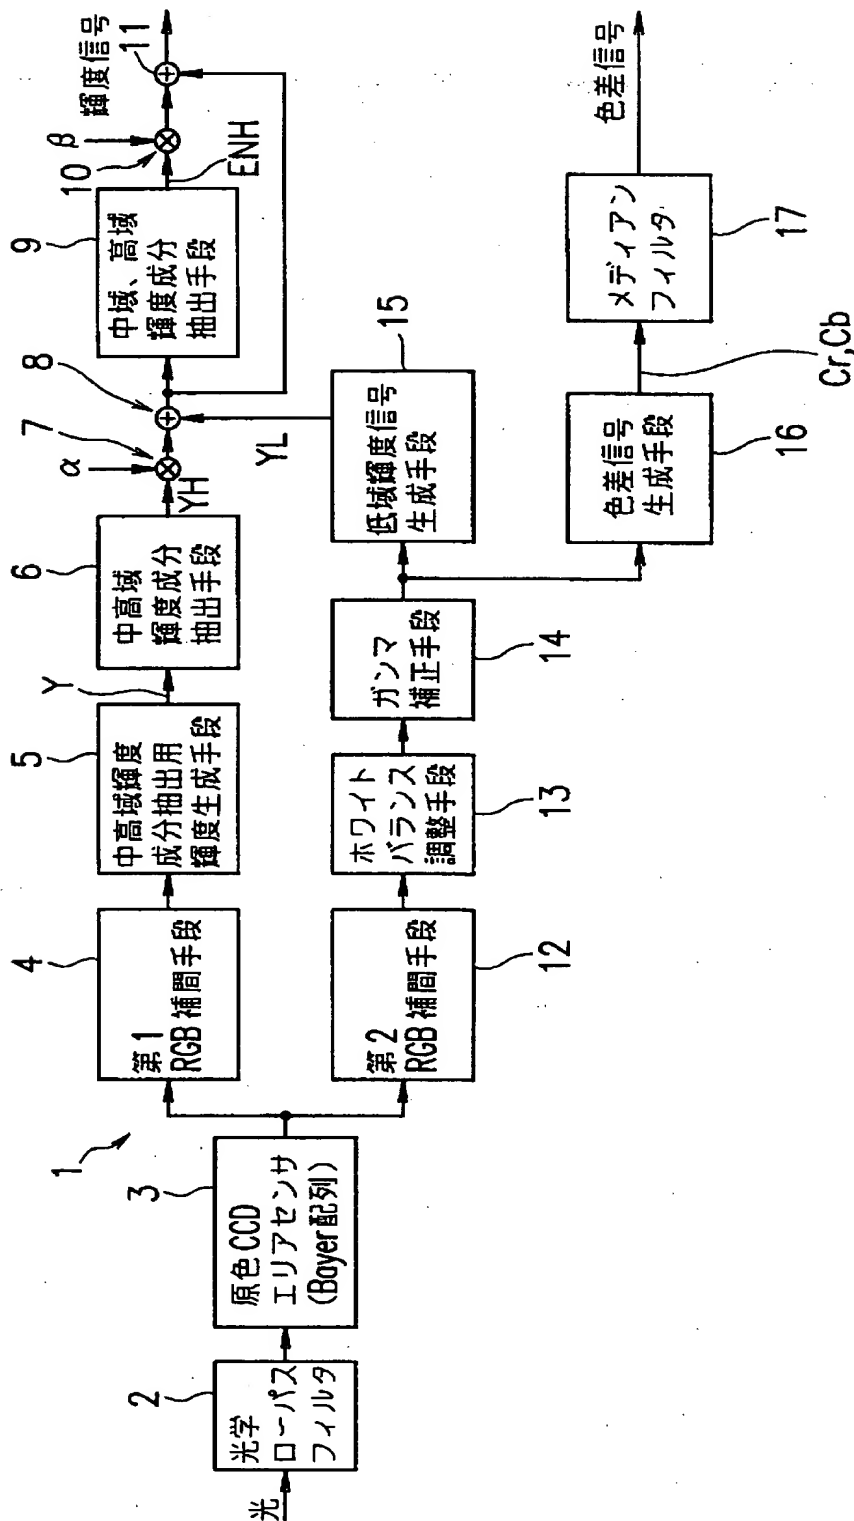 1
光
2
光学
ローパス
フィルタ
3
原色CCD
エリアセンサ
(Bayer配列)
4
第1
RGB補間手段
5
中高域輝度
成分抽出用
輝度生成手段
Y
6
中高域
輝度成分
抽出手段
YH
α
7
8
9
中域、高域
輝度成分
抽出手段
ENH
β
10
11
輝度信号
12
第2
RGB補間手段
13
ホワイト
バランス
調整手段
14
ガンマ
補正手段
15
低域輝度信号
生成手段
YL
16
色差信号
生成手段
Cr,Cb
17
メディアン
フィルタ
色差信号